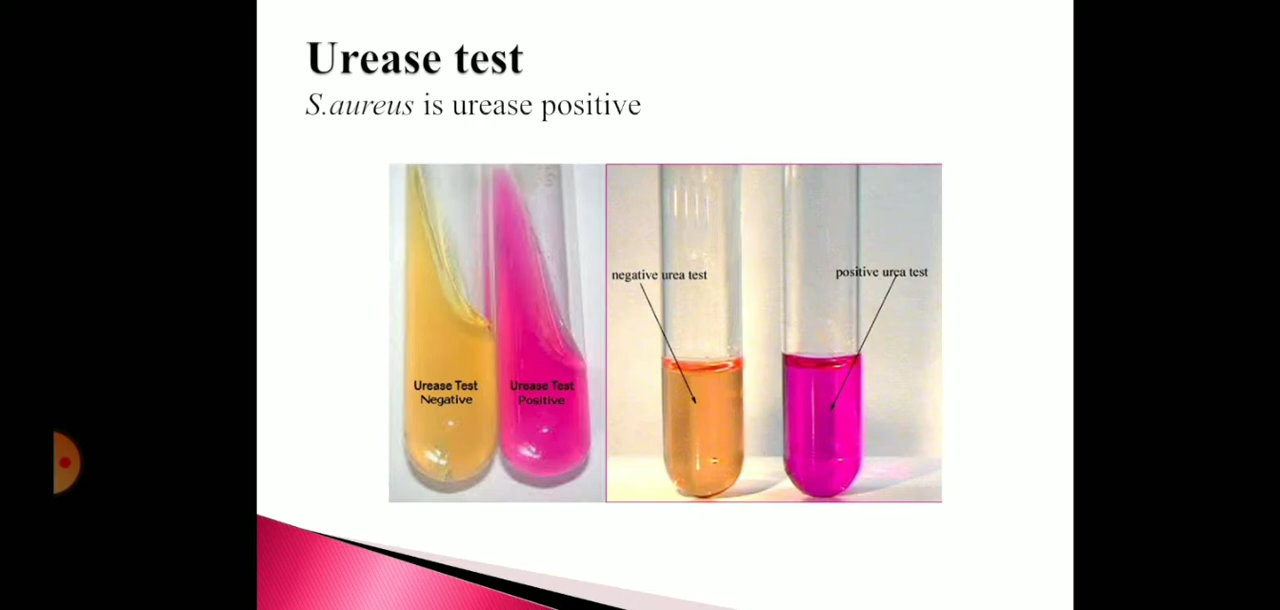 Urease test
S.aureus is urease positive
Urease Test
Negative
Urease Test
Positive
negative urea test
positive urea test